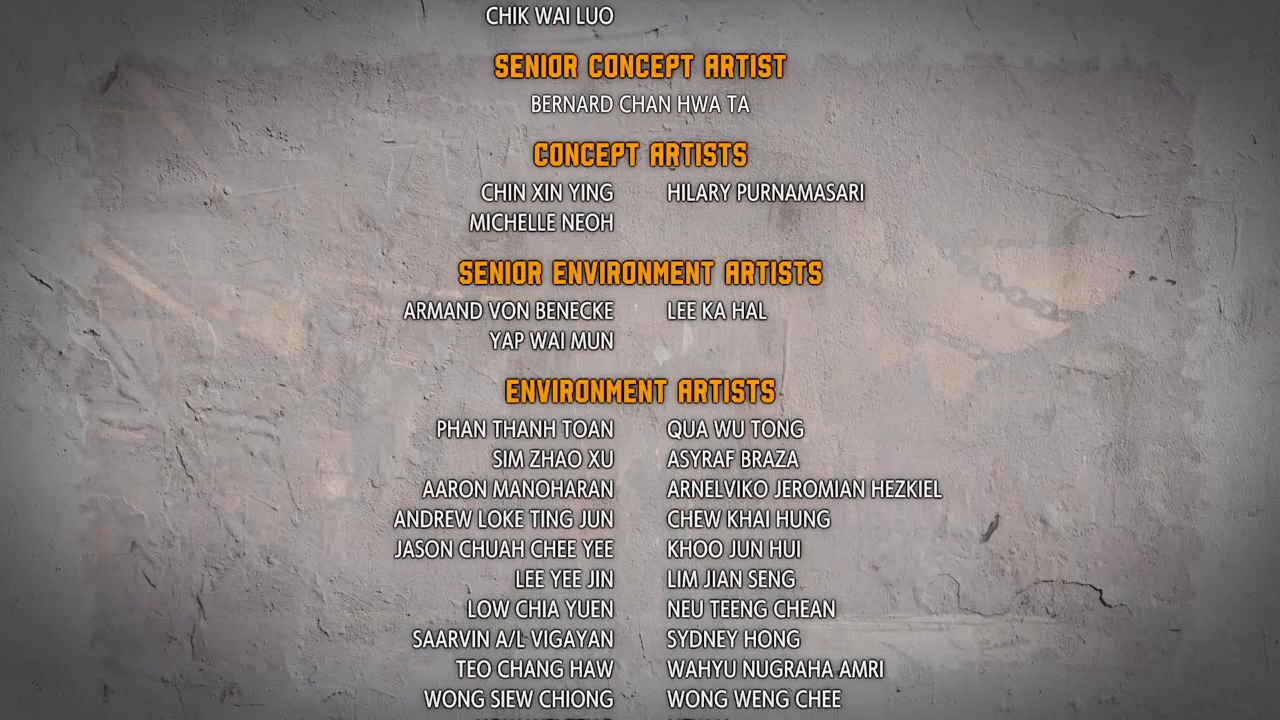 CHIK WAI LUO
SENIOR CONCEPT ARTIST
BERNARD CHAN HWA TA
CONCEPT ARTISTS
CHIN XIN YING HILARY PURNAMASARI
MICHELLE NEOH
SENIOR ENVIRONMENT ARTISTS
ARMAND VON BENECKE LEE KA HAL
YAP WAI MUN
ENVIRONMENT ARTISTS
PHAN THANH TOAN QUA WU TONG
SIM ZHAO XU ASYRAF BRAZA
AARON MANOHARAN ARNELVIKO JEROMIAN HEZKIEL
ANDREW LOKE TING JUN CHEW KHAI HUNG
JASON CHUAH CHEE YEE KHOO JUN HUI
LEE YEE JIN LIM JIAN SENG
LOW CHIA YUEN NEU TEENG CHEAN
SAARVIN A/L VIGAYAN SYDNEY HONG
TEO CHANG HAW WAHYU NUGRAHA AMRI
WONG SIEW CHIONG WONG WENG CHEE